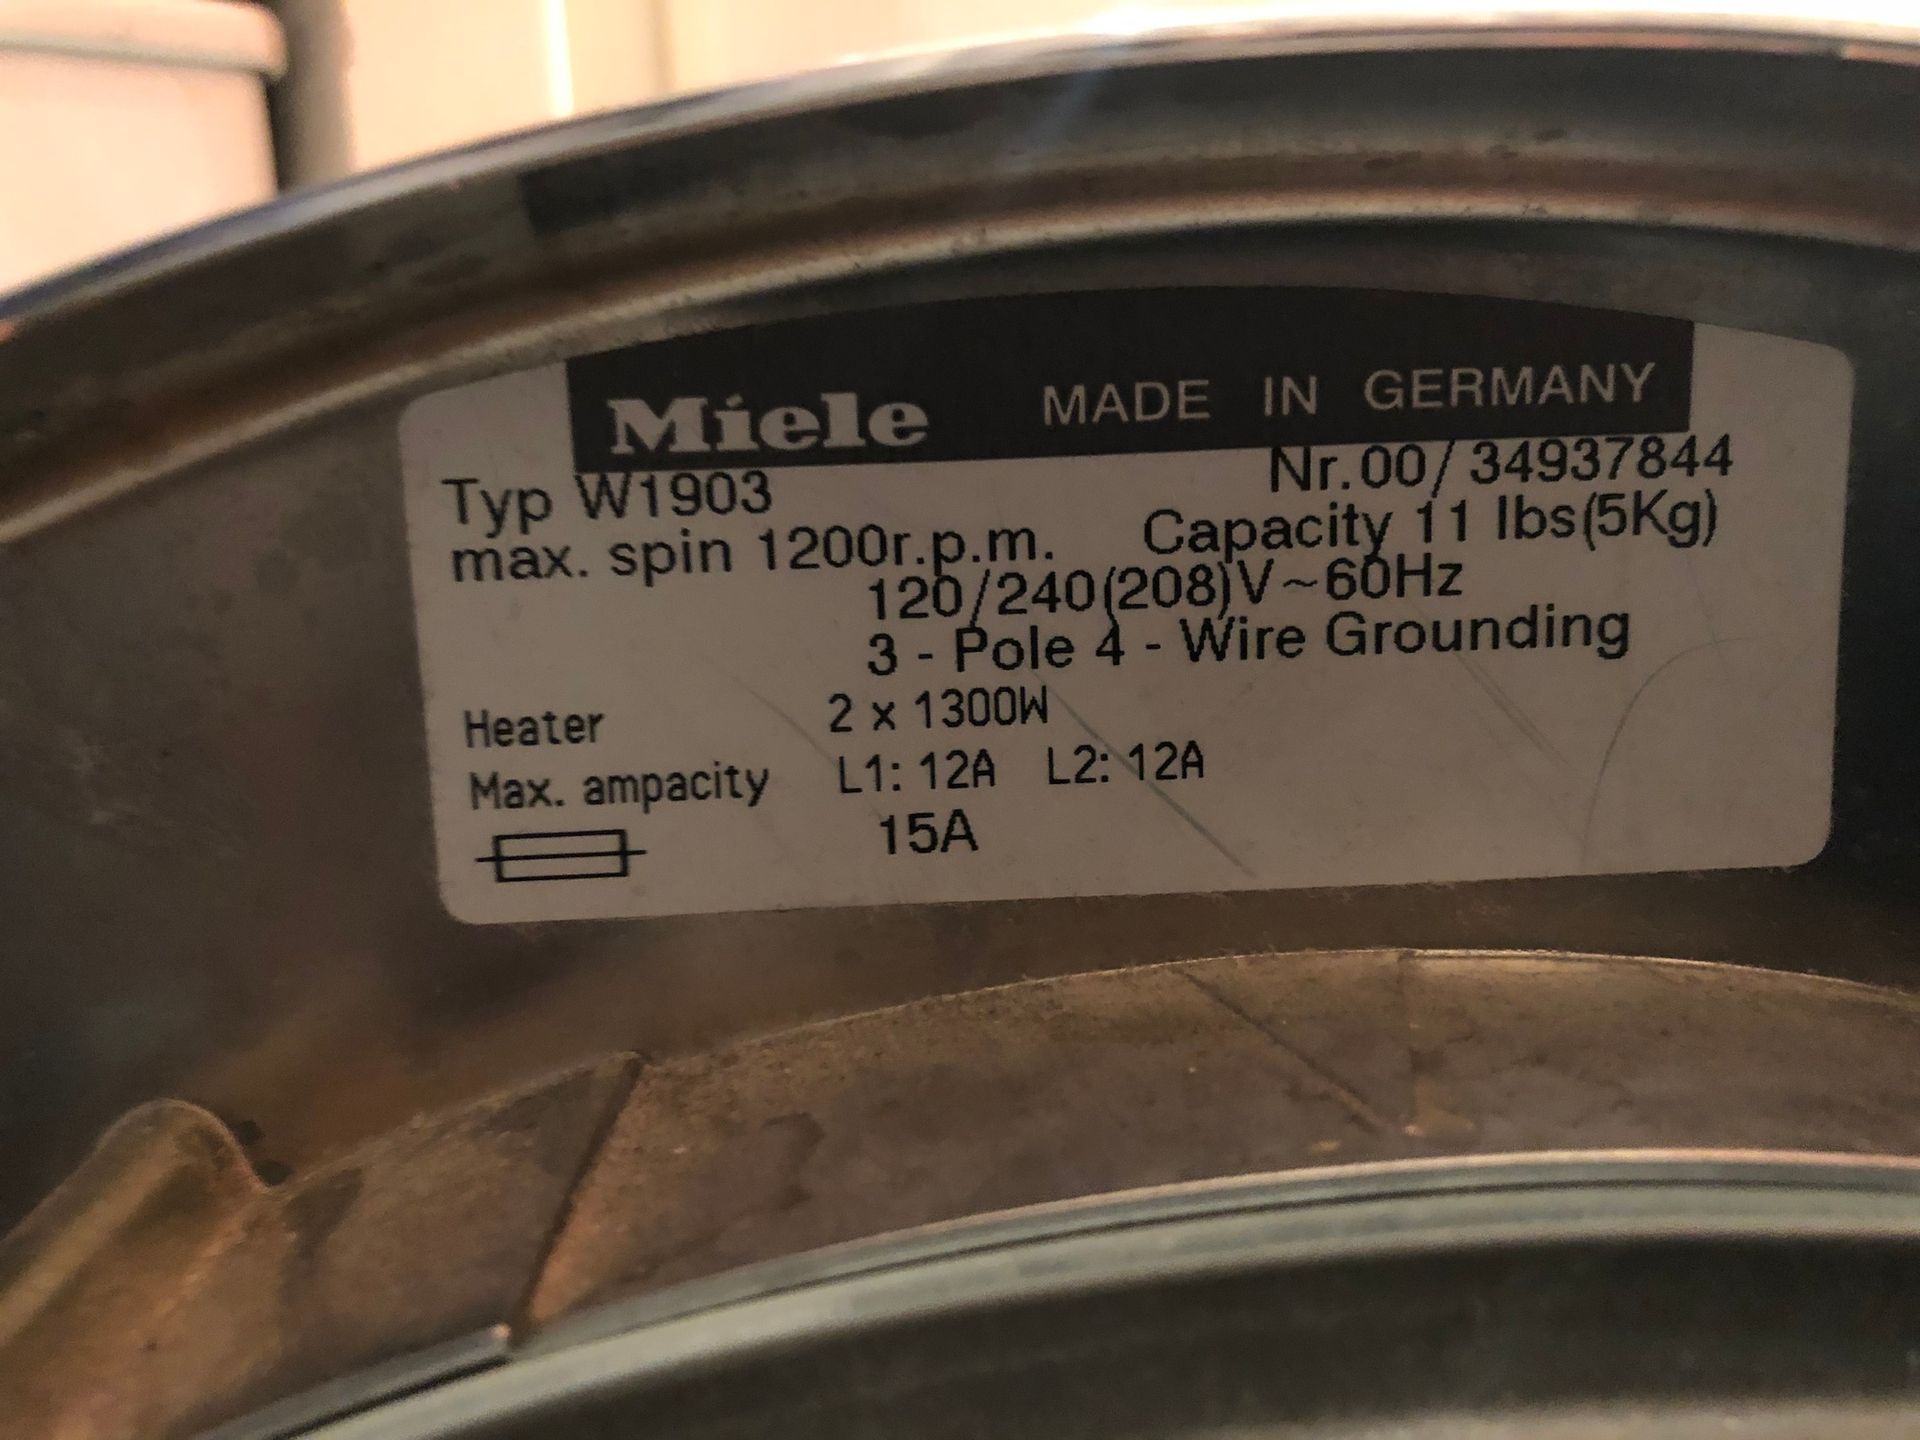 Miele MADE IN GERMANY
Typ W1903 Nr.00/34937844
max. spin 1200r.p.m. Capacity 11 lbs(5Kg)
120/240(208)V~60Hz
3 - Pole 4 - Wire Grounding
Heater 2 x 1300W
Max. ampacity L1: 12A L2: 12A
15A